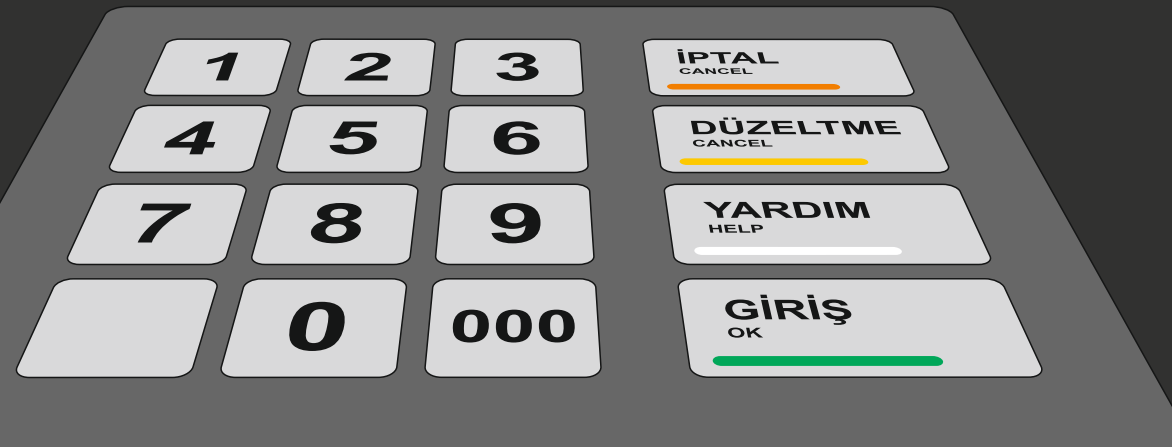 1 2 3 İPTAL
CANCEL
4 5 6 DÜZELTME
CANCEL
7 8 9 YARDIM
HELP
0 000 GİRİŞ
OK